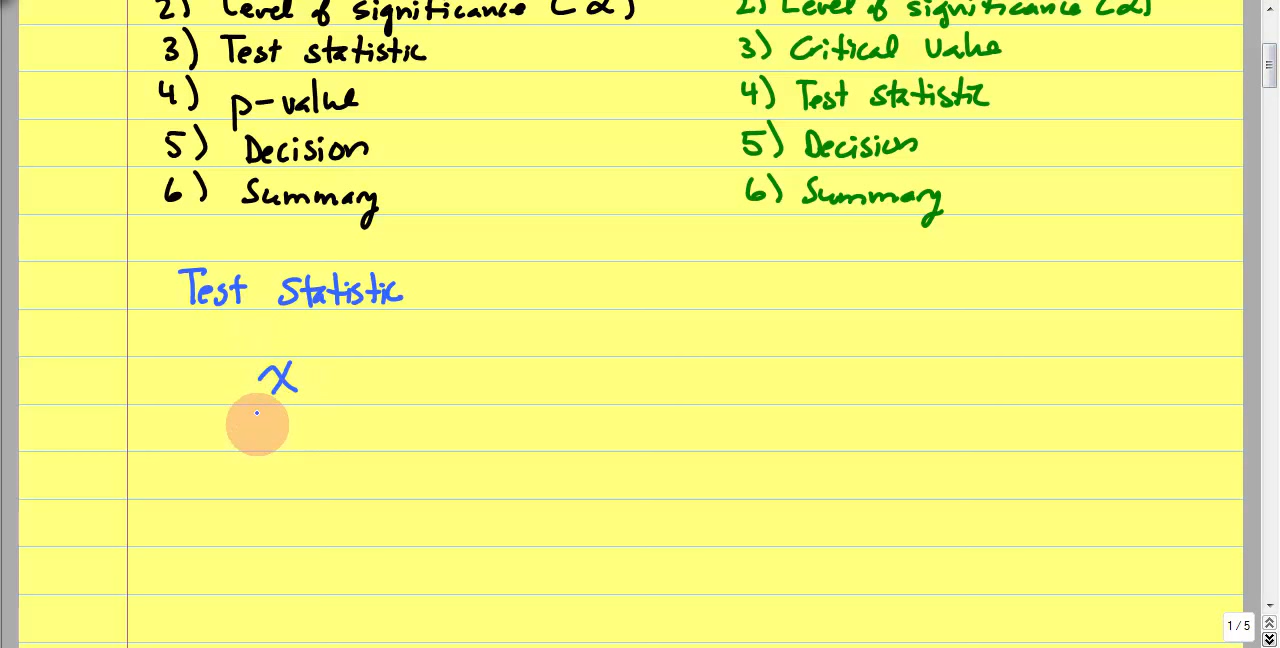 2) Level of significance (α)
3) Test statistic
4) p-value
5) Decision
6) Summary
2) Level of significance (α)
3) Critical Value
4) Test statistic
5) Decision
6) Summary
Test Statistic
x
1 / 5